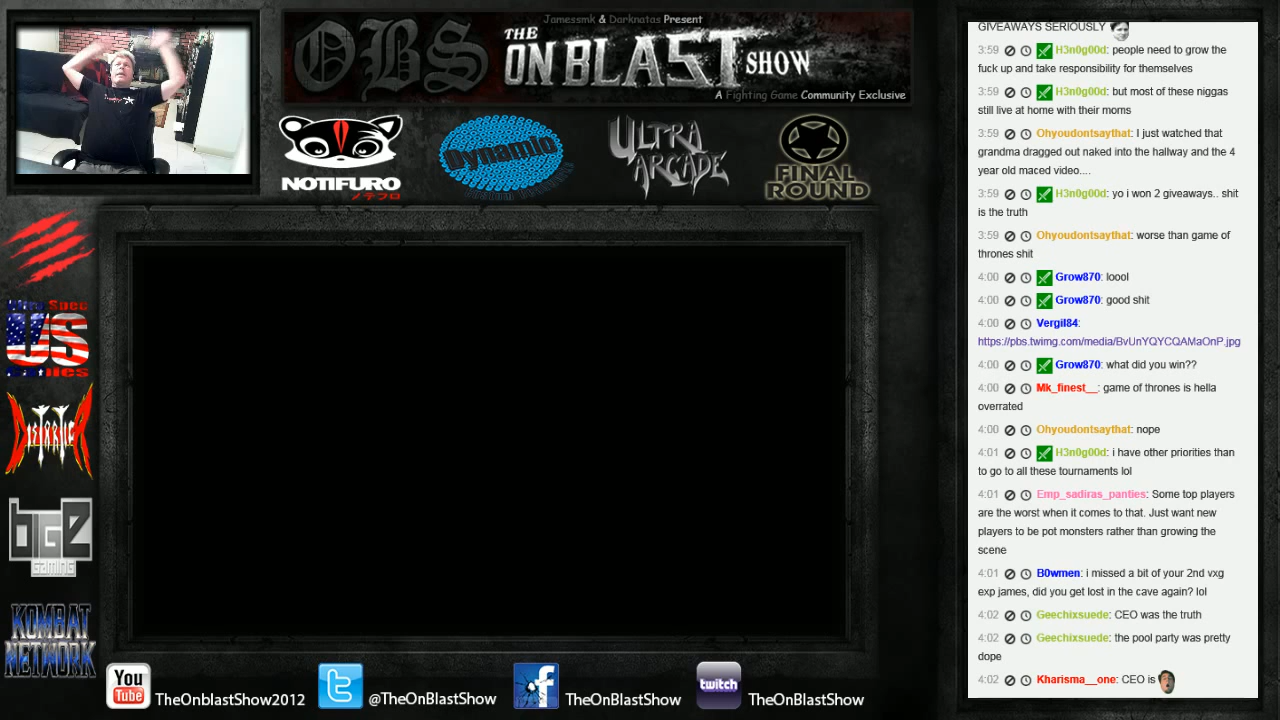 Jamessmk & Darknatas Present
OBS
THE
ON BLAST SHOW
A Fighting Game Community Exclusive
NOTIFURO
メテフロ
Dynamic
ULTRA
ARCADE
FINAL
ROUND
US
bge
GAMING
KOMBAT
NETWORK
You
Tube
TheOnblastShow2012
@TheOnBlastShow
TheOnBlastShow
twitch
TheOnBlastShow
GIVEAWAYS SERIOUSLY
3:59 H3n0g00d: people need to grow the
fuck up and take responsibility for themselves
3:59 H3n0g00d: but most of these niggas
still live at home with their moms
3:59 Ohyoudontsaythat: I just watched that
grandma dragged out naked into the hallway and the 4
year old maced video....
3:59 H3n0g00d: yo i won 2 giveaways.. shit
is the truth
3:59 Ohyoudontsaythat: worse than game of
thrones shit
4:00 Grow870: loool
4:00 Grow870: good shit
4:00 Vergil84:
https://pbs.twimg.com/media/BvUnYQYCQAMaOnP.jpg
4:00 Grow870: what did you win??
4:00 Mk_finest__: game of thrones is hella
overrated
4:00 Ohyoudontsaythat: nope
4:01 H3n0g00d: i have other priorities than
to go to all these tournaments lol
4:01 Emp_sadiras_panties: Some top players
are the worst when it comes to that. Just want new
players to be pot monsters rather than growing the
scene
4:01 B0wmen: i missed a bit of your 2nd vxg
exp james, did you get lost in the cave again? lol
4:02 Geechixsuede: CEO was the truth
4:02 Geechixsuede: the pool party was pretty
dope
4:02 Kharisma__one: CEO is